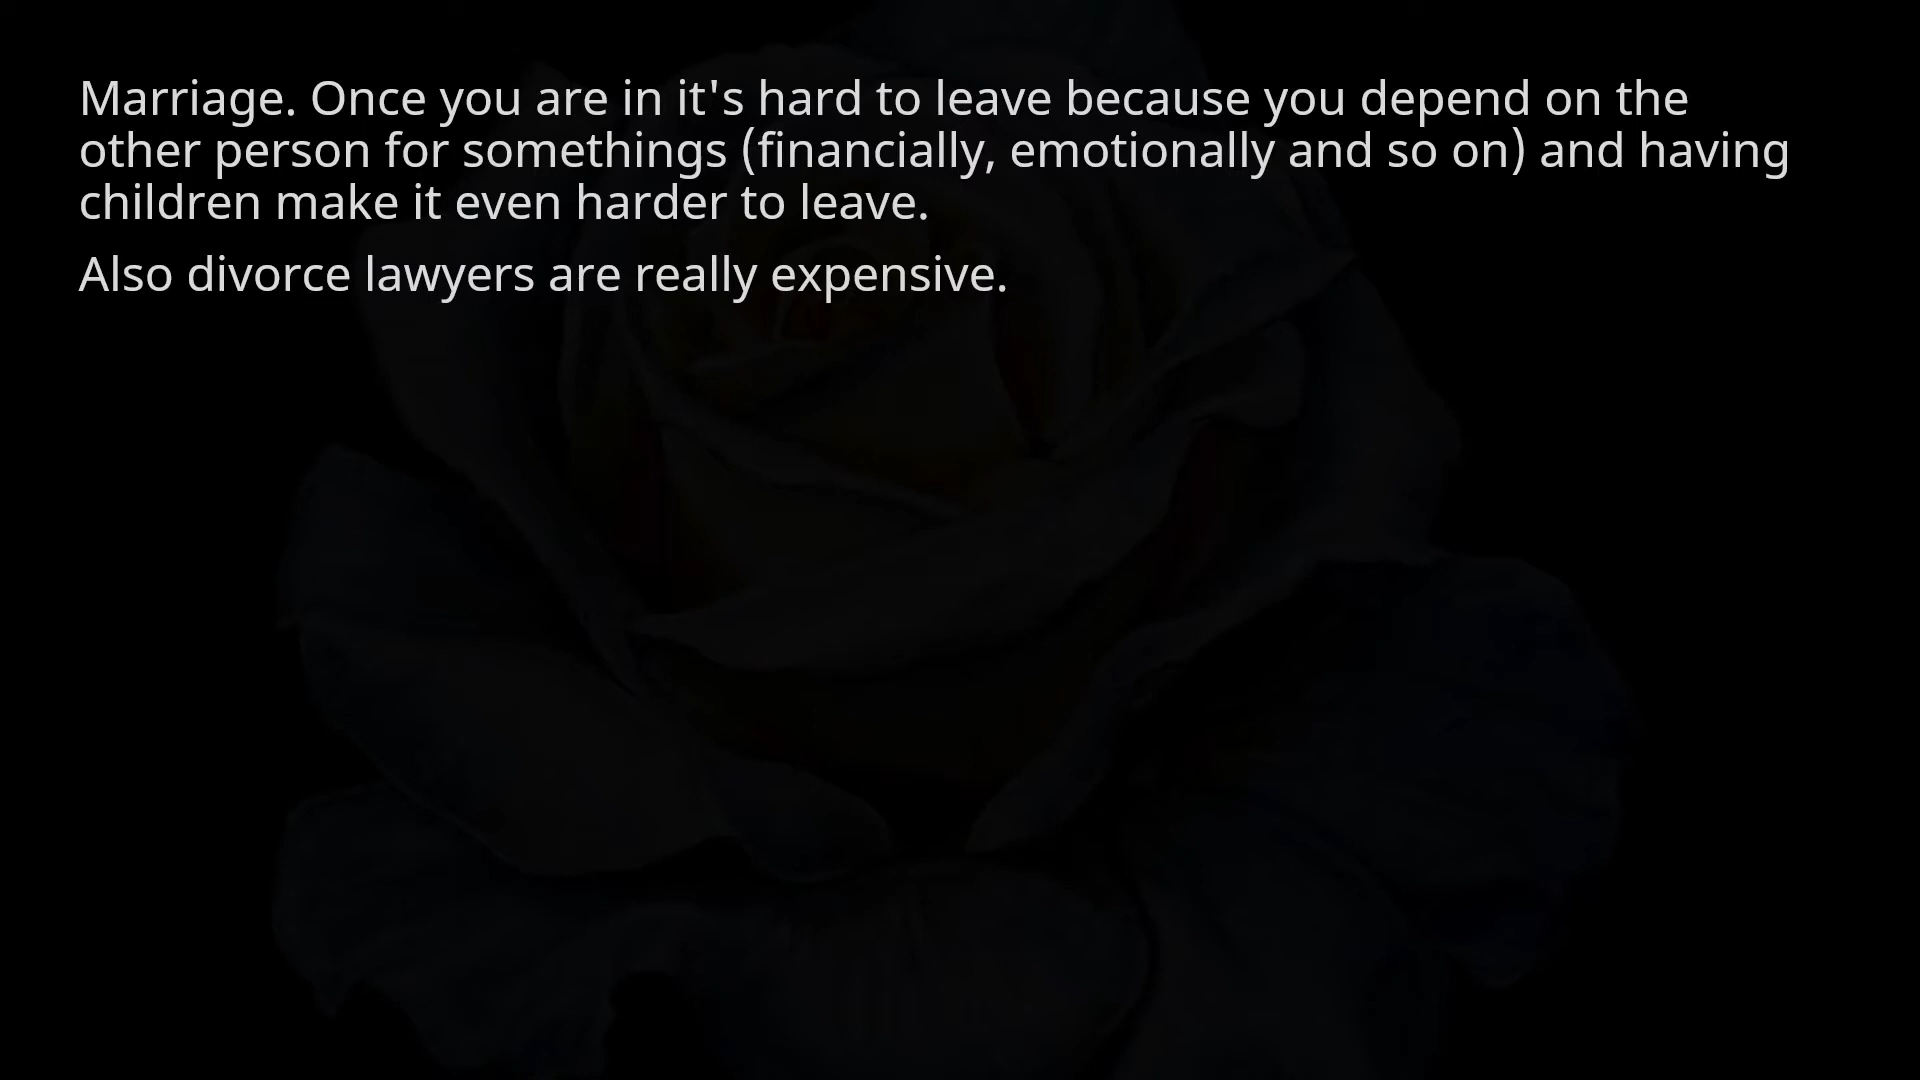 Marriage. Once you are in it's hard to leave because you depend on the
other person for somethings (financially, emotionally and so on) and having
children make it even harder to leave.
Also divorce lawyers are really expensive.